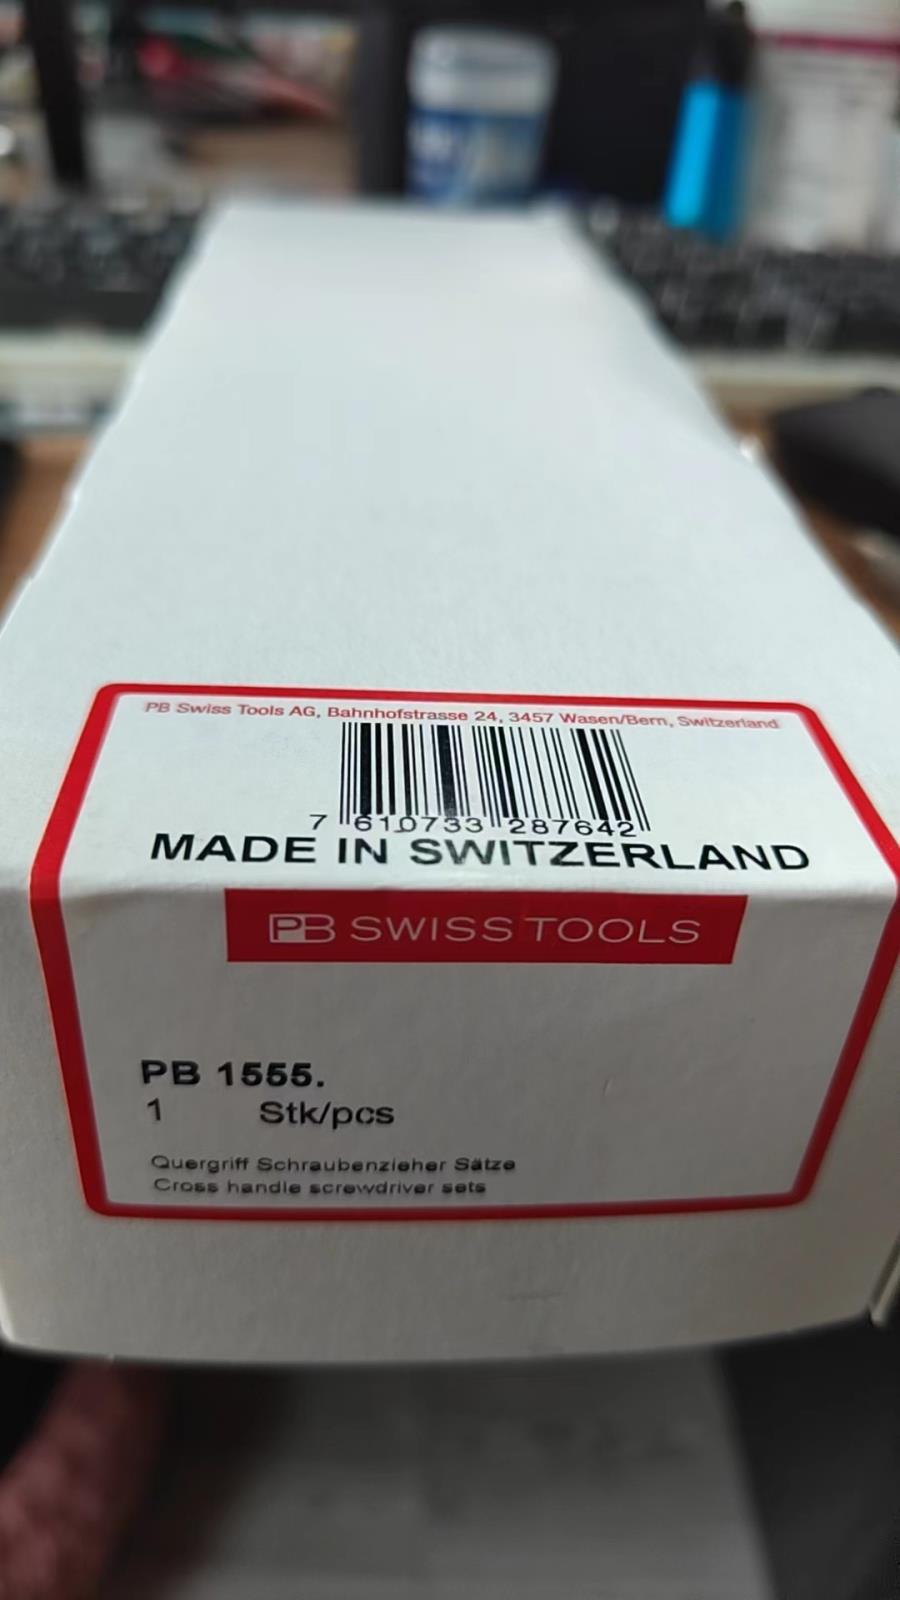 PB Swiss Tools AG, Bahnhofstrasse 24, 3457 Wasen/Bern, Switzerland
7 610733 287642
MADE IN SWITZERLAND
PB SWISS TOOLS
PB 1555.
1 Stk/pcs
Quergriff Schraubenzieher Sätze
Cross handle screwdriver sets